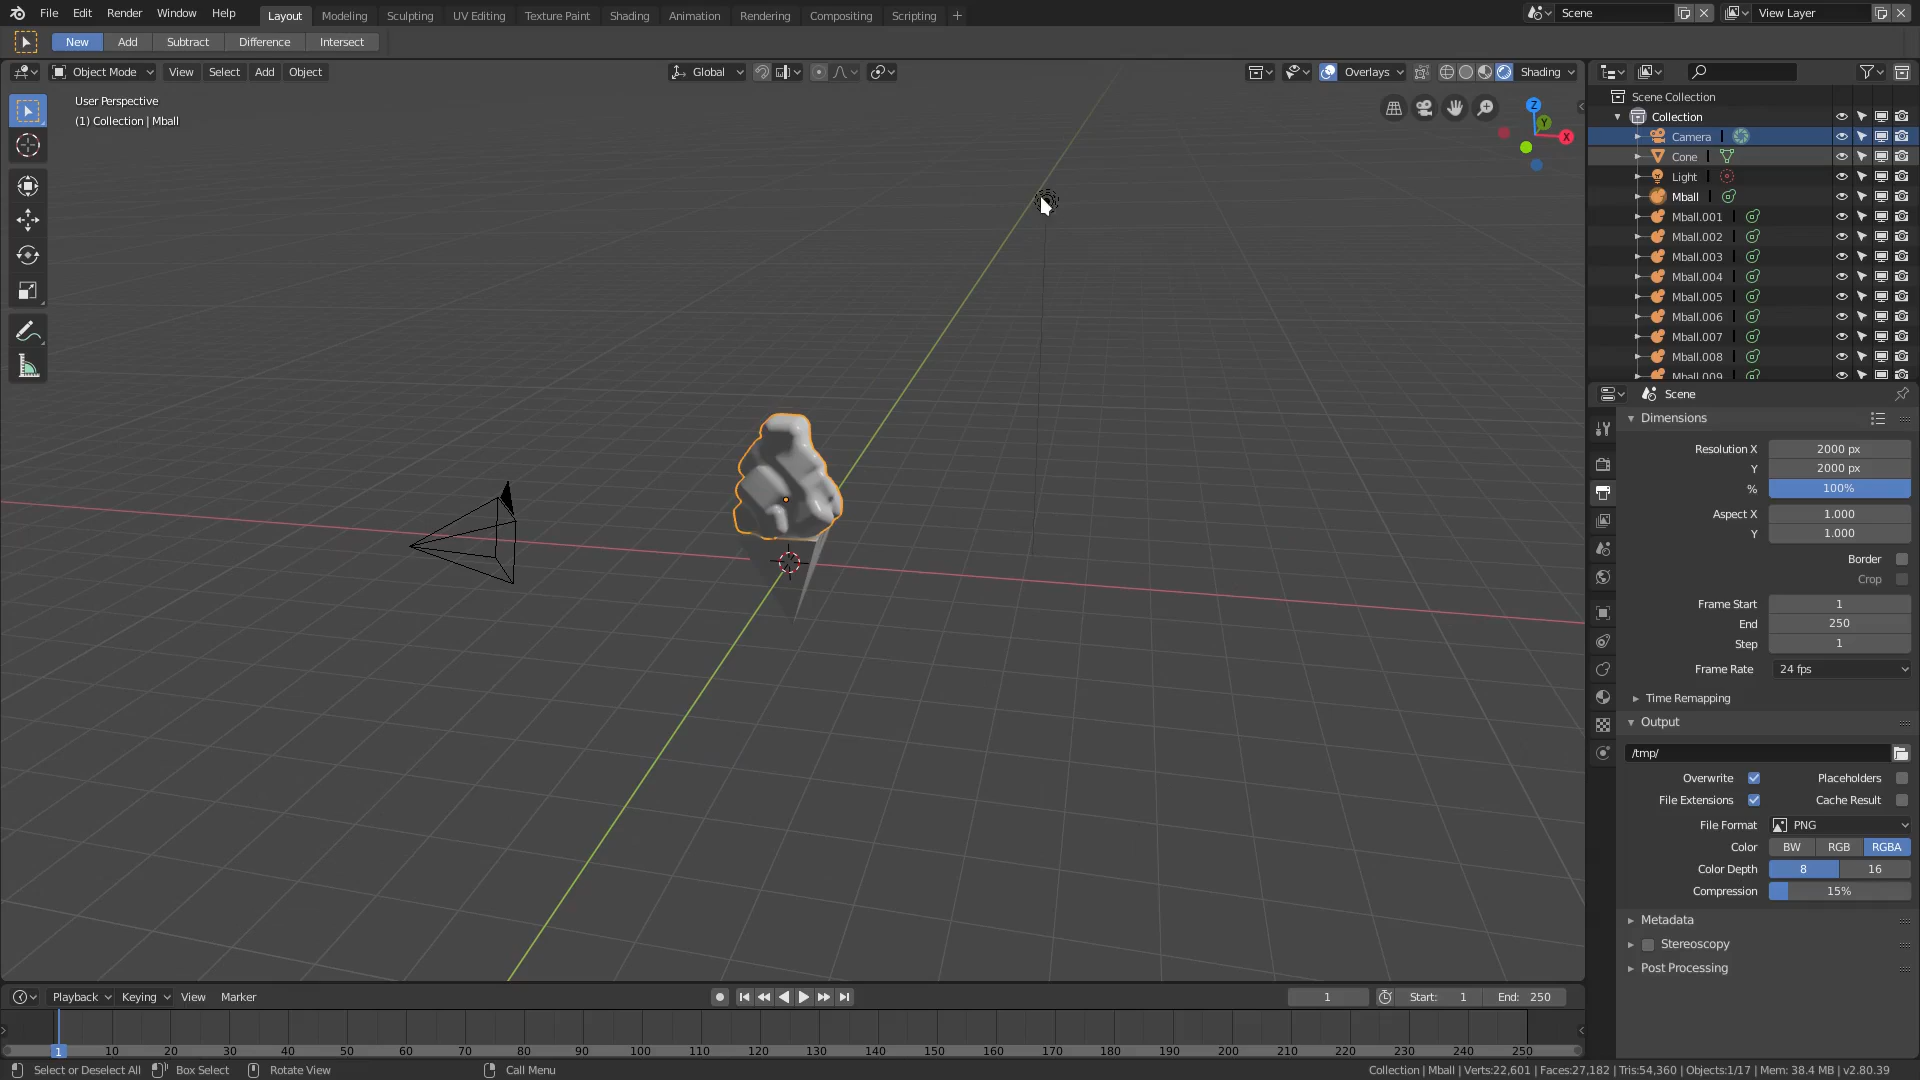 File Edit Render Window Help Layout Modeling Sculpting UV Editing Texture Paint Shading Animation Rendering Compositing Scripting + Scene View Layer
New Add Subtract Difference Intersect
Object Mode View Select Add Object Global Overlays Shading
User Perspective
(1) Collection | Mball
Z
Y
X
Scene Collection
Collection
Camera
Cone
Light
Mball
Mball.001
Mball.002
Mball.003
Mball.004
Mball.005
Mball.006
Mball.007
Mball.008
Mball.009
Scene
Dimensions
Resolution X 2000 px
Y 2000 px
% 100%
Aspect X 1.000
Y 1.000
Border
Crop
Frame Start 1
End 250
Step 1
Frame Rate 24 fps
Time Remapping
Output
/tmp/
Overwrite Placeholders
File Extensions Cache Result
File Format PNG
Color BW RGB RGBA
Color Depth 8 16
Compression 15%
Metadata
Stereoscopy
Post Processing
Playback Keying View Marker 1 Start: 1 End: 250
1 10 20 30 40 50 60 70 80 90 100 110 120 130 140 150 160 170 180 190 200 210 220 230 240 250
Select or Deselect All Box Select Rotate View Call Menu Collection | Mball | Verts:22,601 | Faces:27,182 | Tris:54,360 | Objects:1/17 | Mem: 38.4 MB | v2.80.39